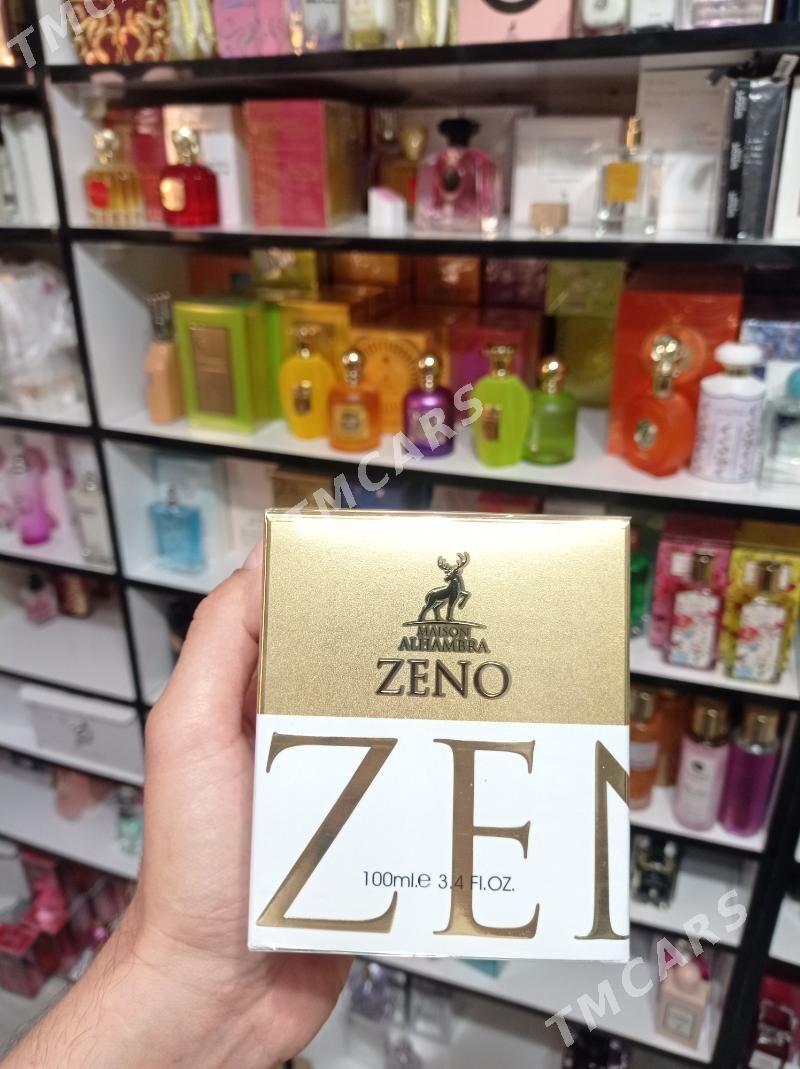 TMCARS
TMCARS
MAISON
ALHAMBRA
ZENO
ZEN
100ml.e 3.4 Fl.OZ.
TMCARS